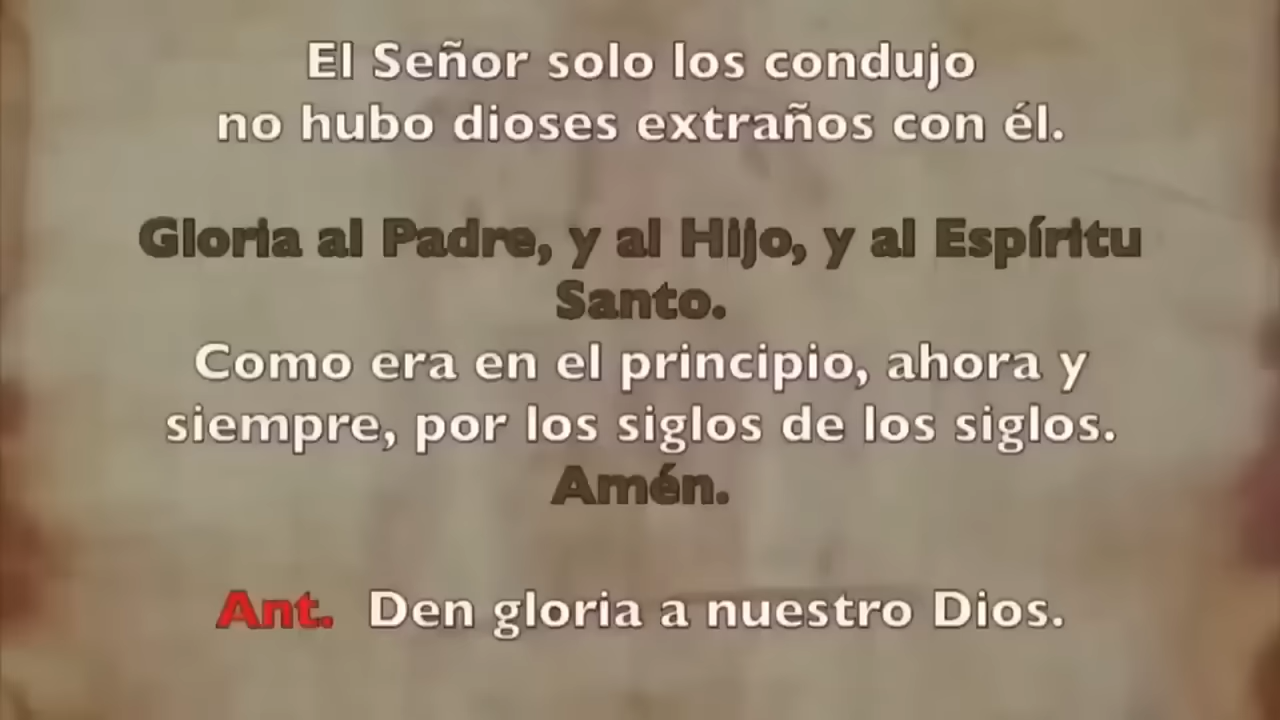 El Señor solo los condujo
no hubo dioses extraños con él.
Gloria al Padre, y al Hijo, y al Espíritu
Santo.
Como era en el principio, ahora y
siempre, por los siglos de los siglos.
Amén.
Ant. Den gloria a nuestro Dios.